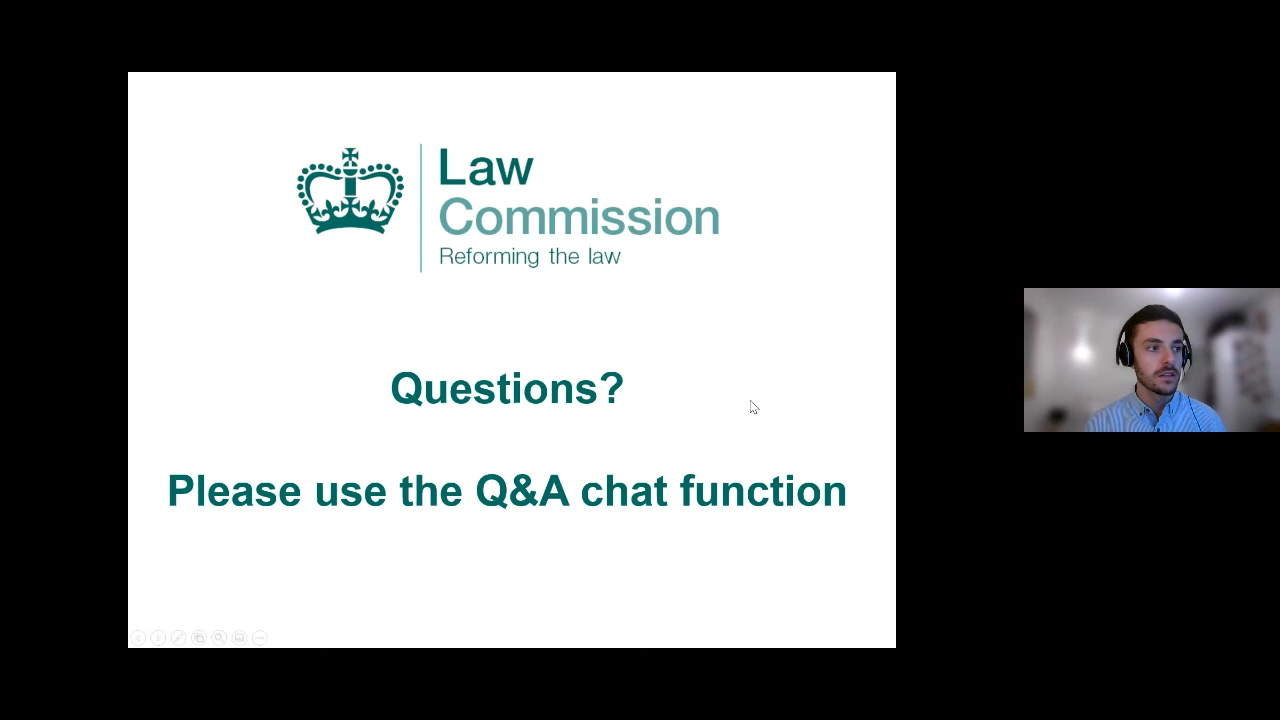 Law
Commission
Reforming the law
Questions?
Please use the Q&A chat function